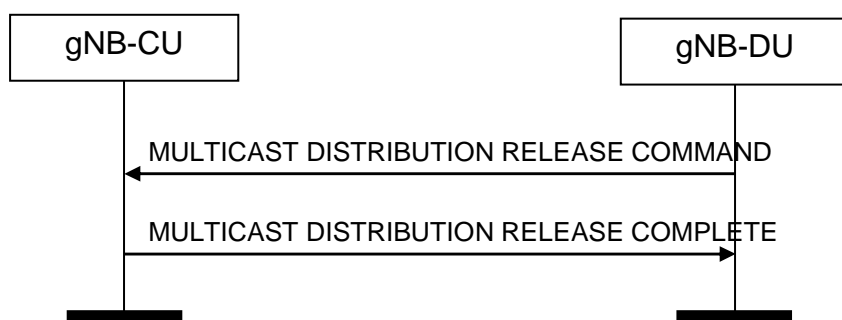 gNB-CU
gNB-DU
MULTICAST DISTRIBUTION RELEASE COMMAND
MULTICAST DISTRIBUTION RELEASE COMPLETE